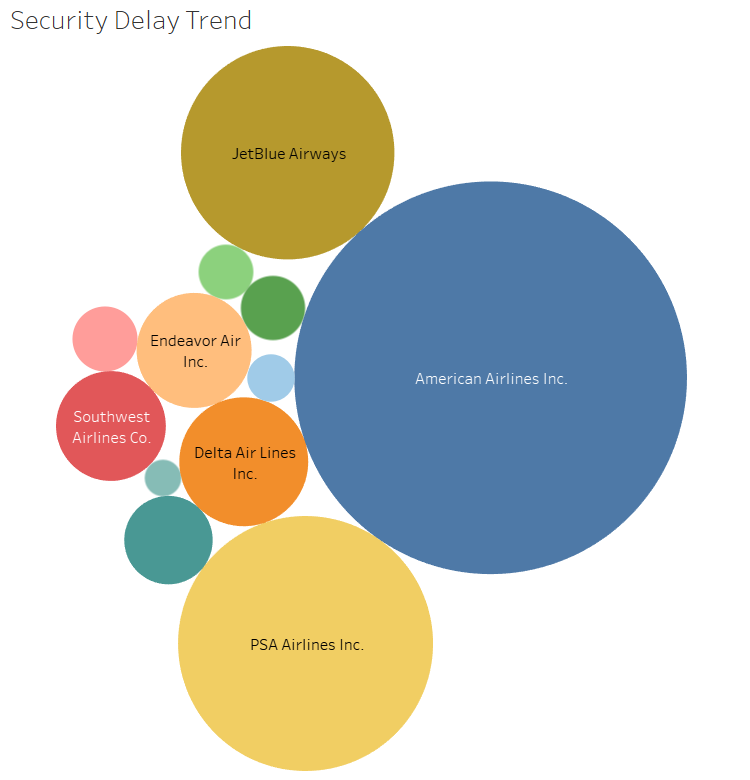 Security Delay Trend
JetBlue Airways
Endeavor Air
Inc.
American Airlines Inc.
Southwest
Airlines Co.
Delta Air Lines
Inc.
PSA Airlines Inc.